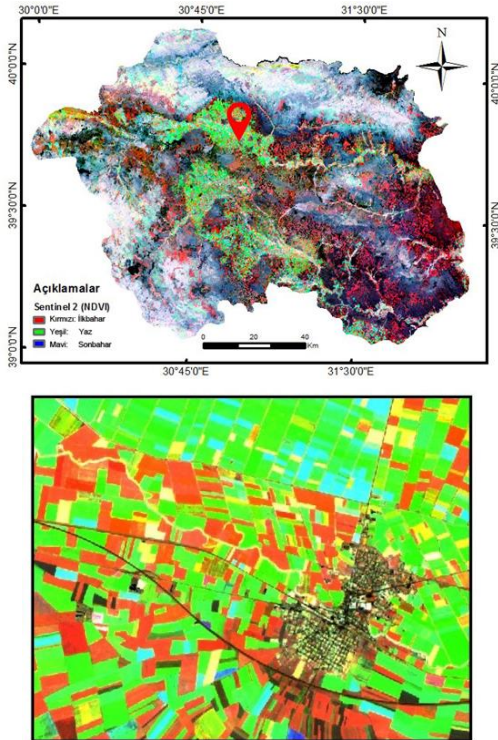 30°0'0"E 30°45'0"E 31°30'0"E
N
40°0'0"N
40°0'0"N
39°30'0"N
39°30'0"N
39°0'0"N
Açıklamalar
Sentinel 2 (NDVI)
Kırmızı: İlkbahar
Yeşil: Yaz
Mavi: Sonbahar
0 20 40
Km
30°45'0"E 31°30'0"E